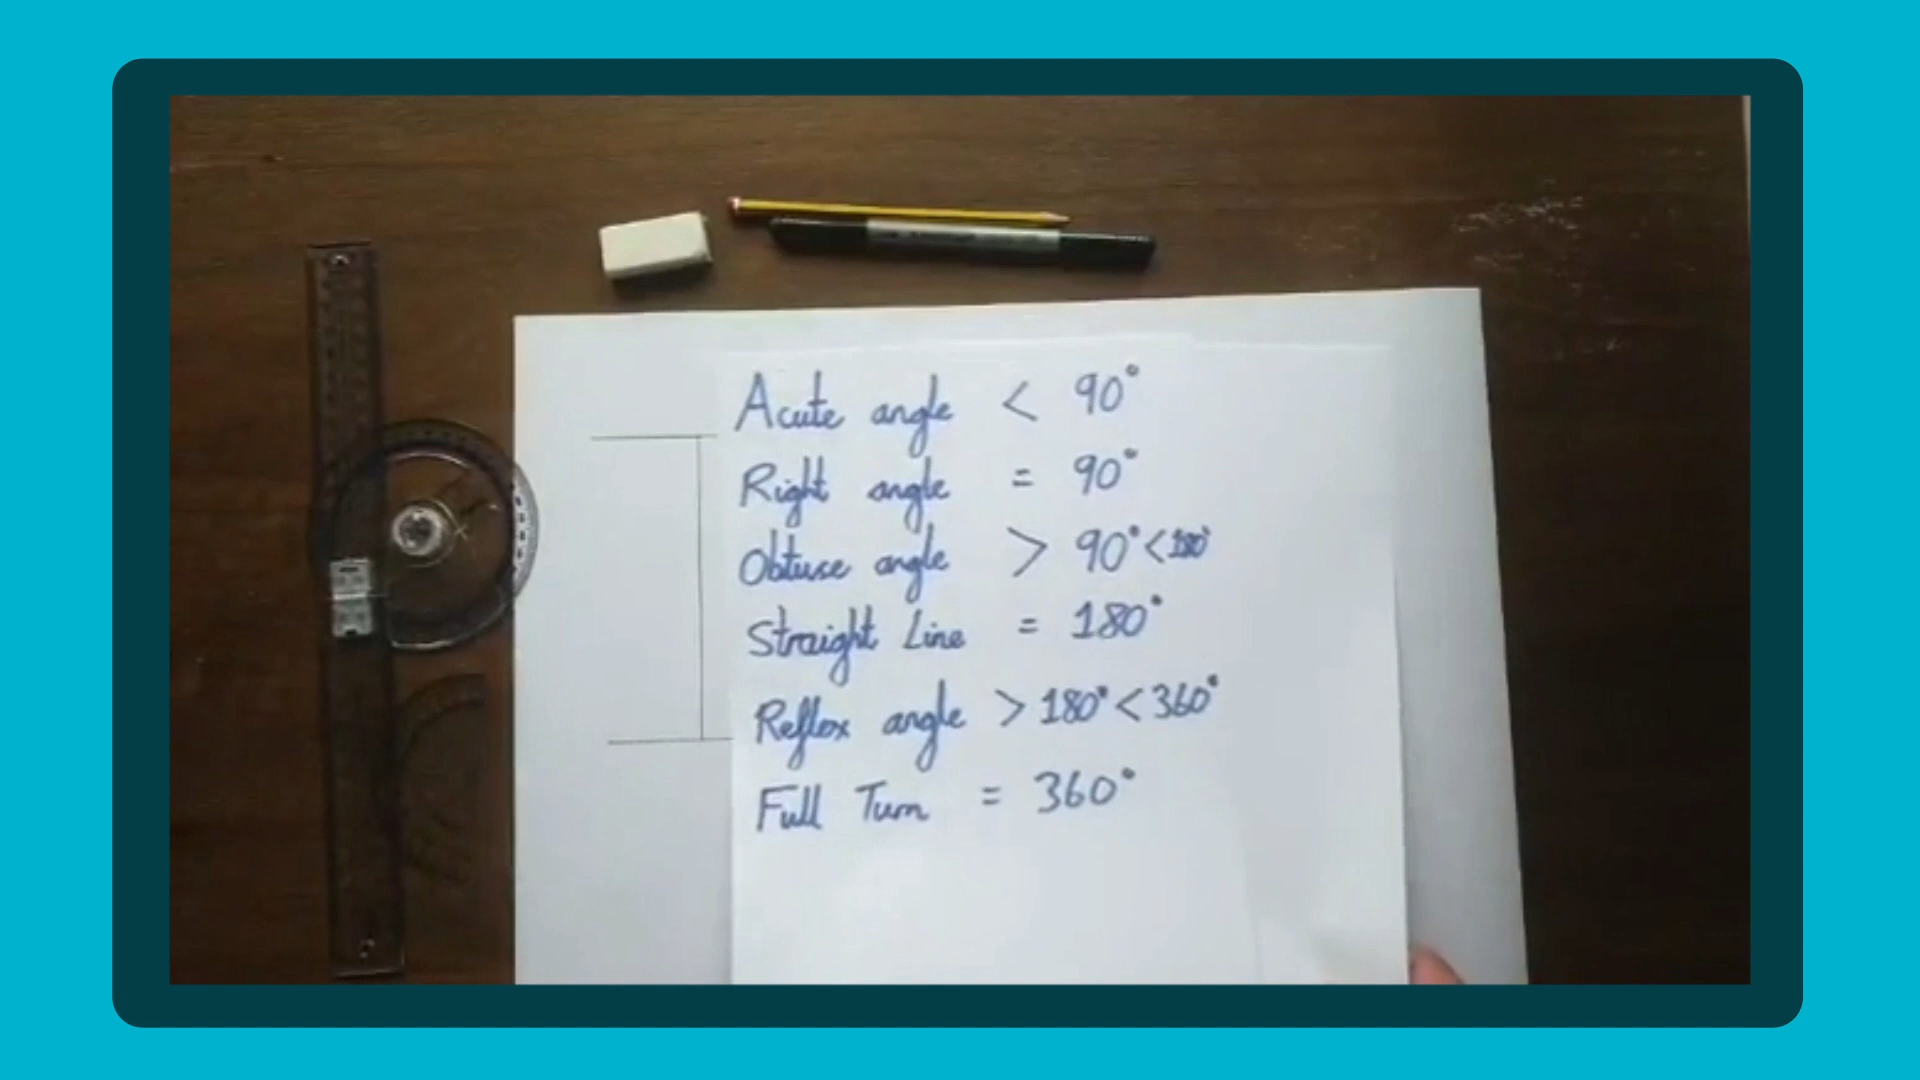 Acute angle < 90°
Right angle = 90°
Obtuse angle > 90° < 180°
Straight Line = 180°
Reflex angle > 180° < 360°
Full Turn = 360°